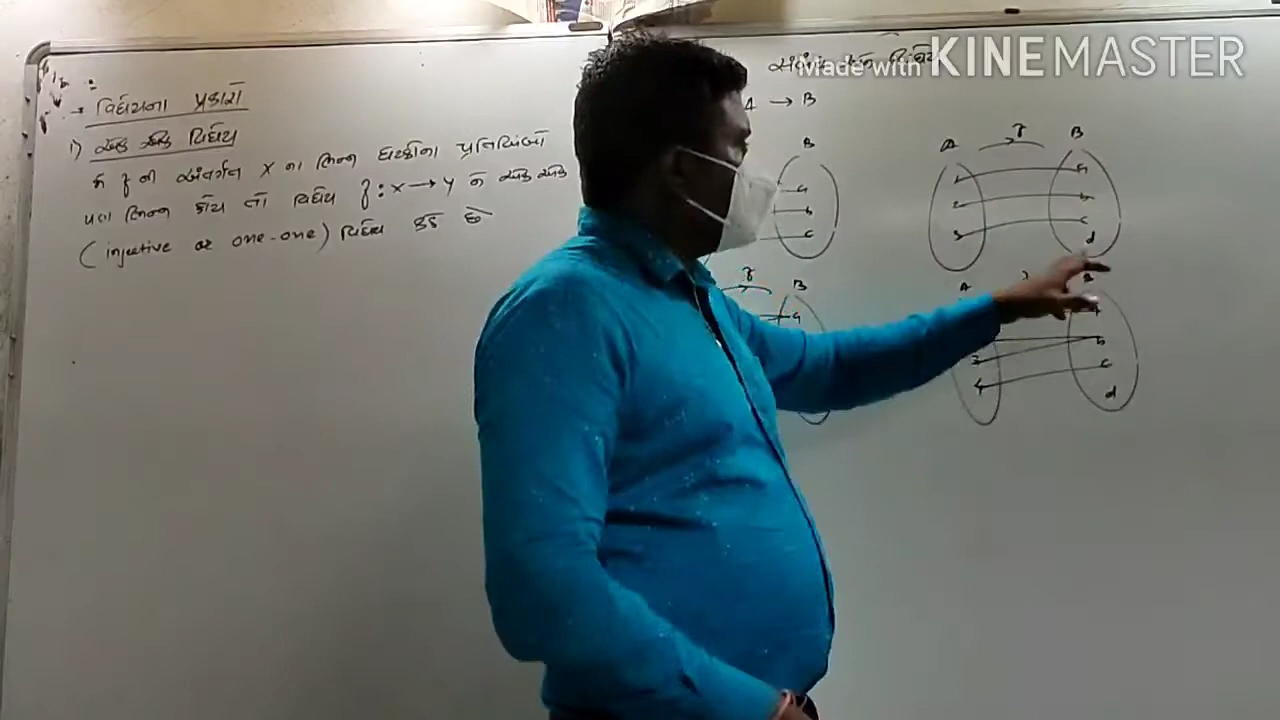 → વિધેયના પ્રકારો
1) એક એક વિધેય
જો f ની અંતર્ગત X ના ભિન્ન ઘટકોના પ્રતિબિંબો
પણ ભિન્ન હોય તો વિધેય f : x → y ને એક એક
(injective or one-one) વિધેય કહે છે
Made with KINEMASTER
A → B
B
a
b
c
A f B
a
b
c
d
f B
a
A B
b
c
4
d